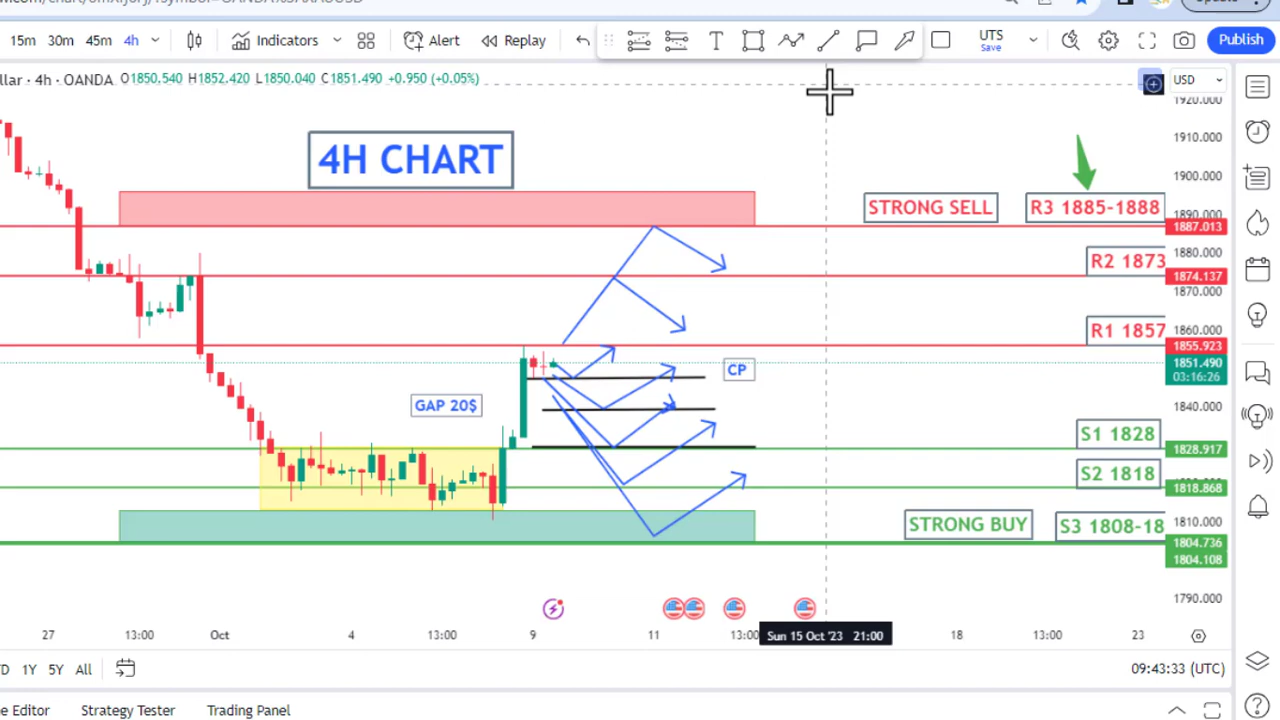 15m 30m 45m 4h Indicators Alert Replay UTS Save Publish
llar · 4h · OANDA O1850.540 H1852.420 L1850.040 C1851.490 +0.950 (+0.05%)
USD
1920.000
1910.000
4H CHART
1900.000
STRONG SELL
R3 1885-1888
1890.000
1887.013
1880.000
R2 1873
1874.137
1870.000
1860.000
R1 1857
1855.923
1851.490
03:16:26
CP
GAP 20$
1840.000
S1 1828
1828.917
S2 1818
1818.868
STRONG BUY
S3 1808-18
1810.000
1804.736
1804.108
1790.000
27 13:00 Oct 4 13:00 9 11 13:00 Sun 15 Oct '23 21:00 18 13:00 23
D 1Y 5Y All
09:43:33 (UTC)
e Editor Strategy Tester Trading Panel